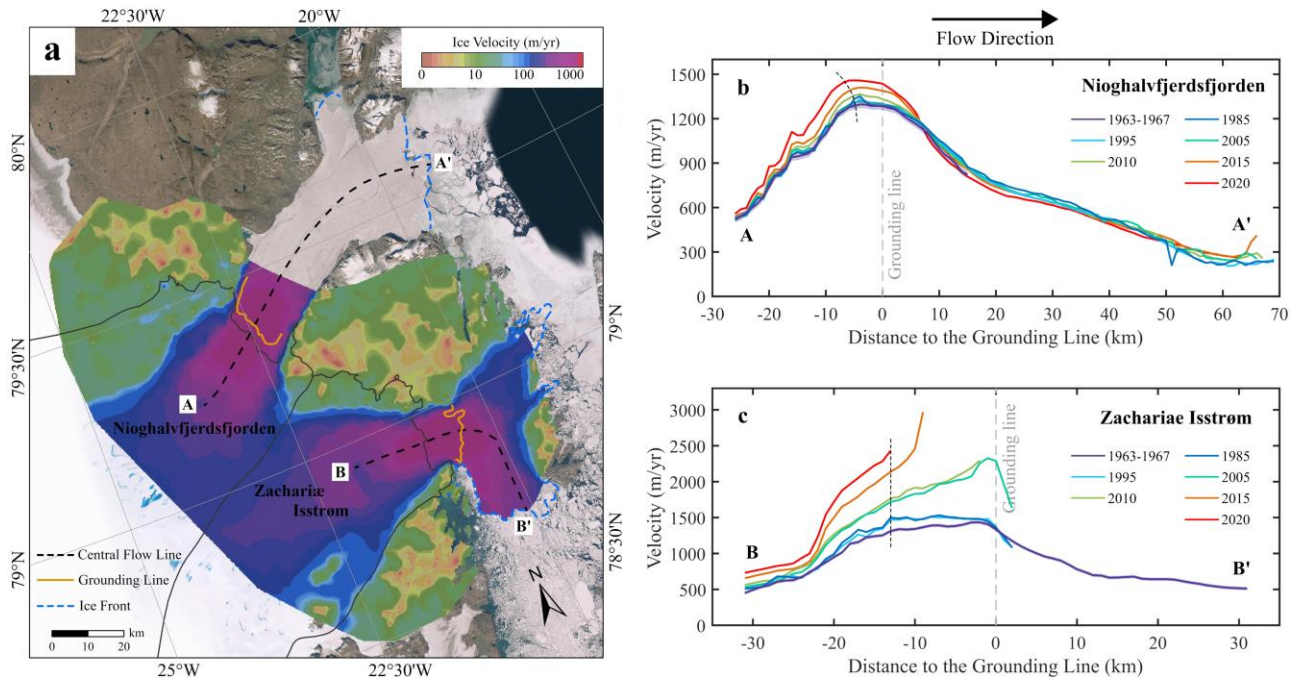 22°30'W
20°W
a
Ice Velocity (m/yr)
0 10 100 1000
80°N
A'
79°N
79°30'N
A
Nioghalvfjerdsfjorden
B
Zachariæ
Isstrøm
B'
78°30'N
Central Flow Line
Grounding Line
Ice Front
0 10 20 km
N
79°N
25°W
22°30'W
Flow Direction
b
Nioghalvfjerdsfjorden
1963-1967
1985
1995
2005
2010
2015
2020
Velocity (m/yr)
1500
1200
900
600
300
0
A
Grounding line
A'
-30 -20 -10 0 10 20 30 40 50 60 70
Distance to the Grounding Line (km)
c
Zachariae Isstrøm
1963-1967
1985
1995
2005
2010
2015
2020
Velocity (m/yr)
3000
2500
2000
1500
1000
500
0
B
Grounding line
B'
-30 -20 -10 0 10 20 30
Distance to the Grounding Line (km)